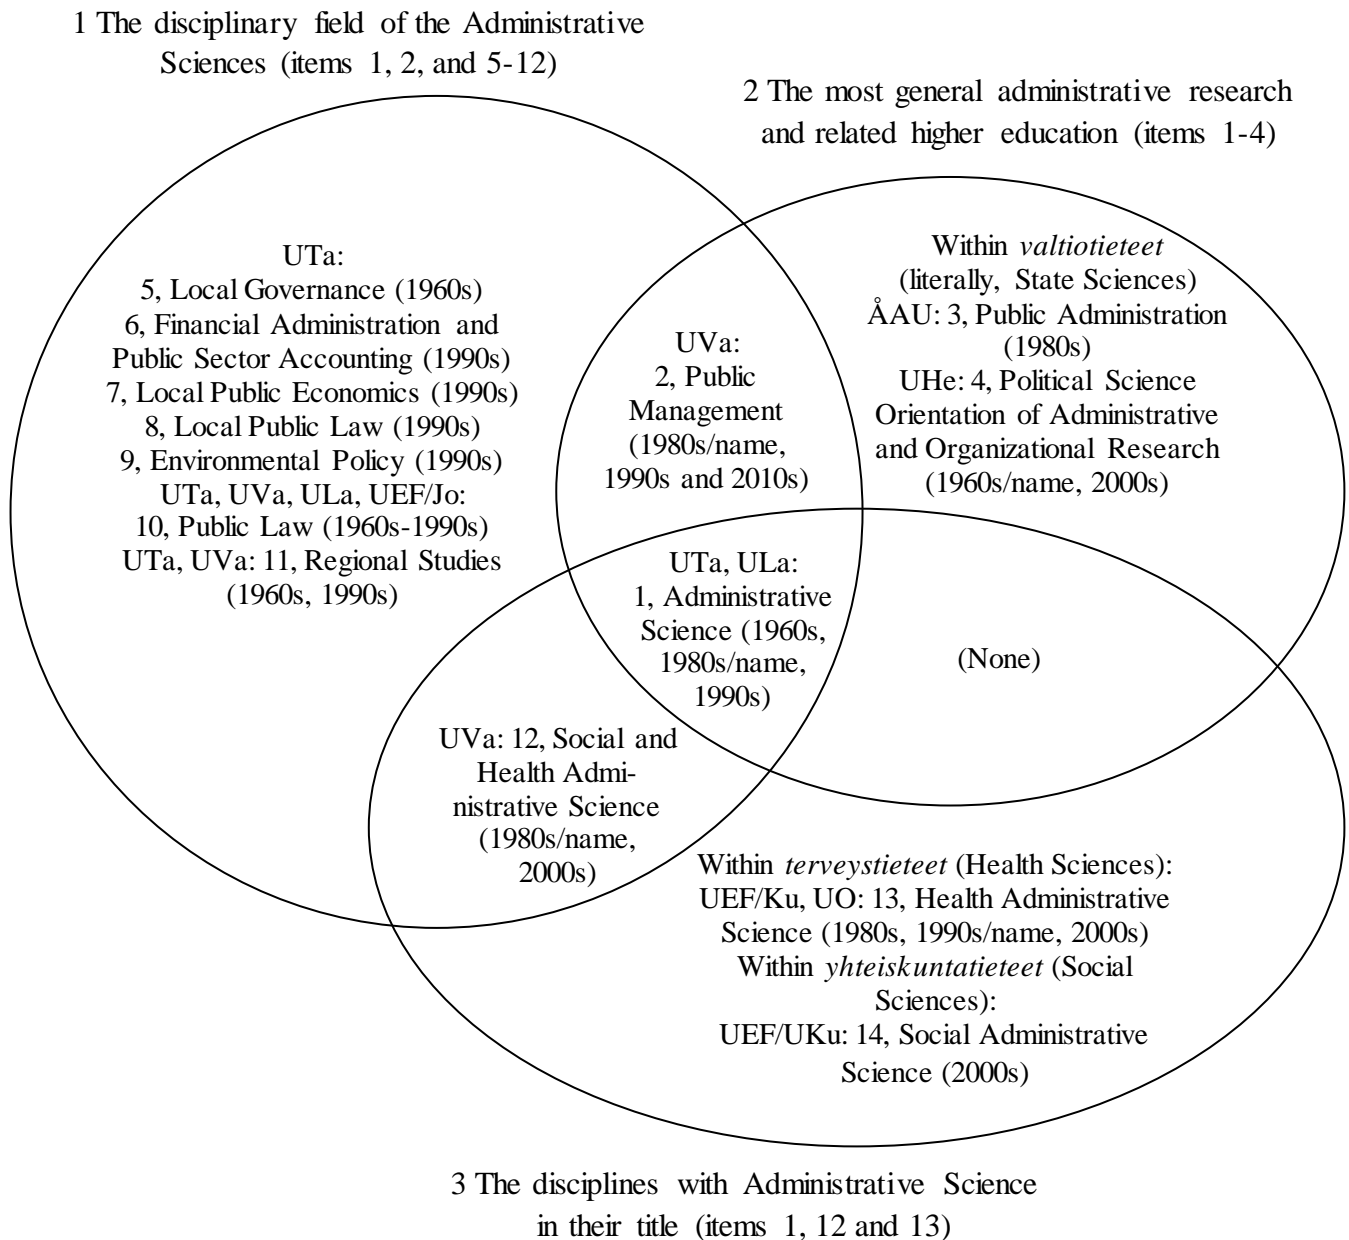 1 The disciplinary field of the Administrative
Sciences (items 1, 2, and 5-12)
2 The most general administrative research
and related higher education (items 1-4)
UTa:
5, Local Governance (1960s)
6, Financial Administration and
Public Sector Accounting (1990s)
7, Local Public Economics (1990s)
8, Local Public Law (1990s)
9, Environmental Policy (1990s)
UTa, UVa, ULa, UEF/Jo:
10, Public Law (1960s-1990s)
UTa, UVa: 11, Regional Studies
(1960s, 1990s)
UVa:
2, Public
Management
(1980s/name,
1990s and 2010s)
Within valtiotieteet
(literally, State Sciences)
ÅAU: 3, Public Administration
(1980s)
UHe: 4, Political Science
Orientation of Administrative
and Organizational Research
(1960s/name, 2000s)
UTa, ULa:
1, Administrative
Science (1960s,
1980s/name,
1990s)
(None)
UVa: 12, Social and
Health Admi-
nistrative Science
(1980s/name,
2000s)
Within terveystieteet (Health Sciences):
UEF/Ku, UO: 13, Health Administrative
Science (1980s, 1990s/name, 2000s)
Within yhteiskuntatieteet (Social
Sciences):
UEF/UKu: 14, Social Administrative
Science (2000s)
3 The disciplines with Administrative Science
in their title (items 1, 12 and 13)